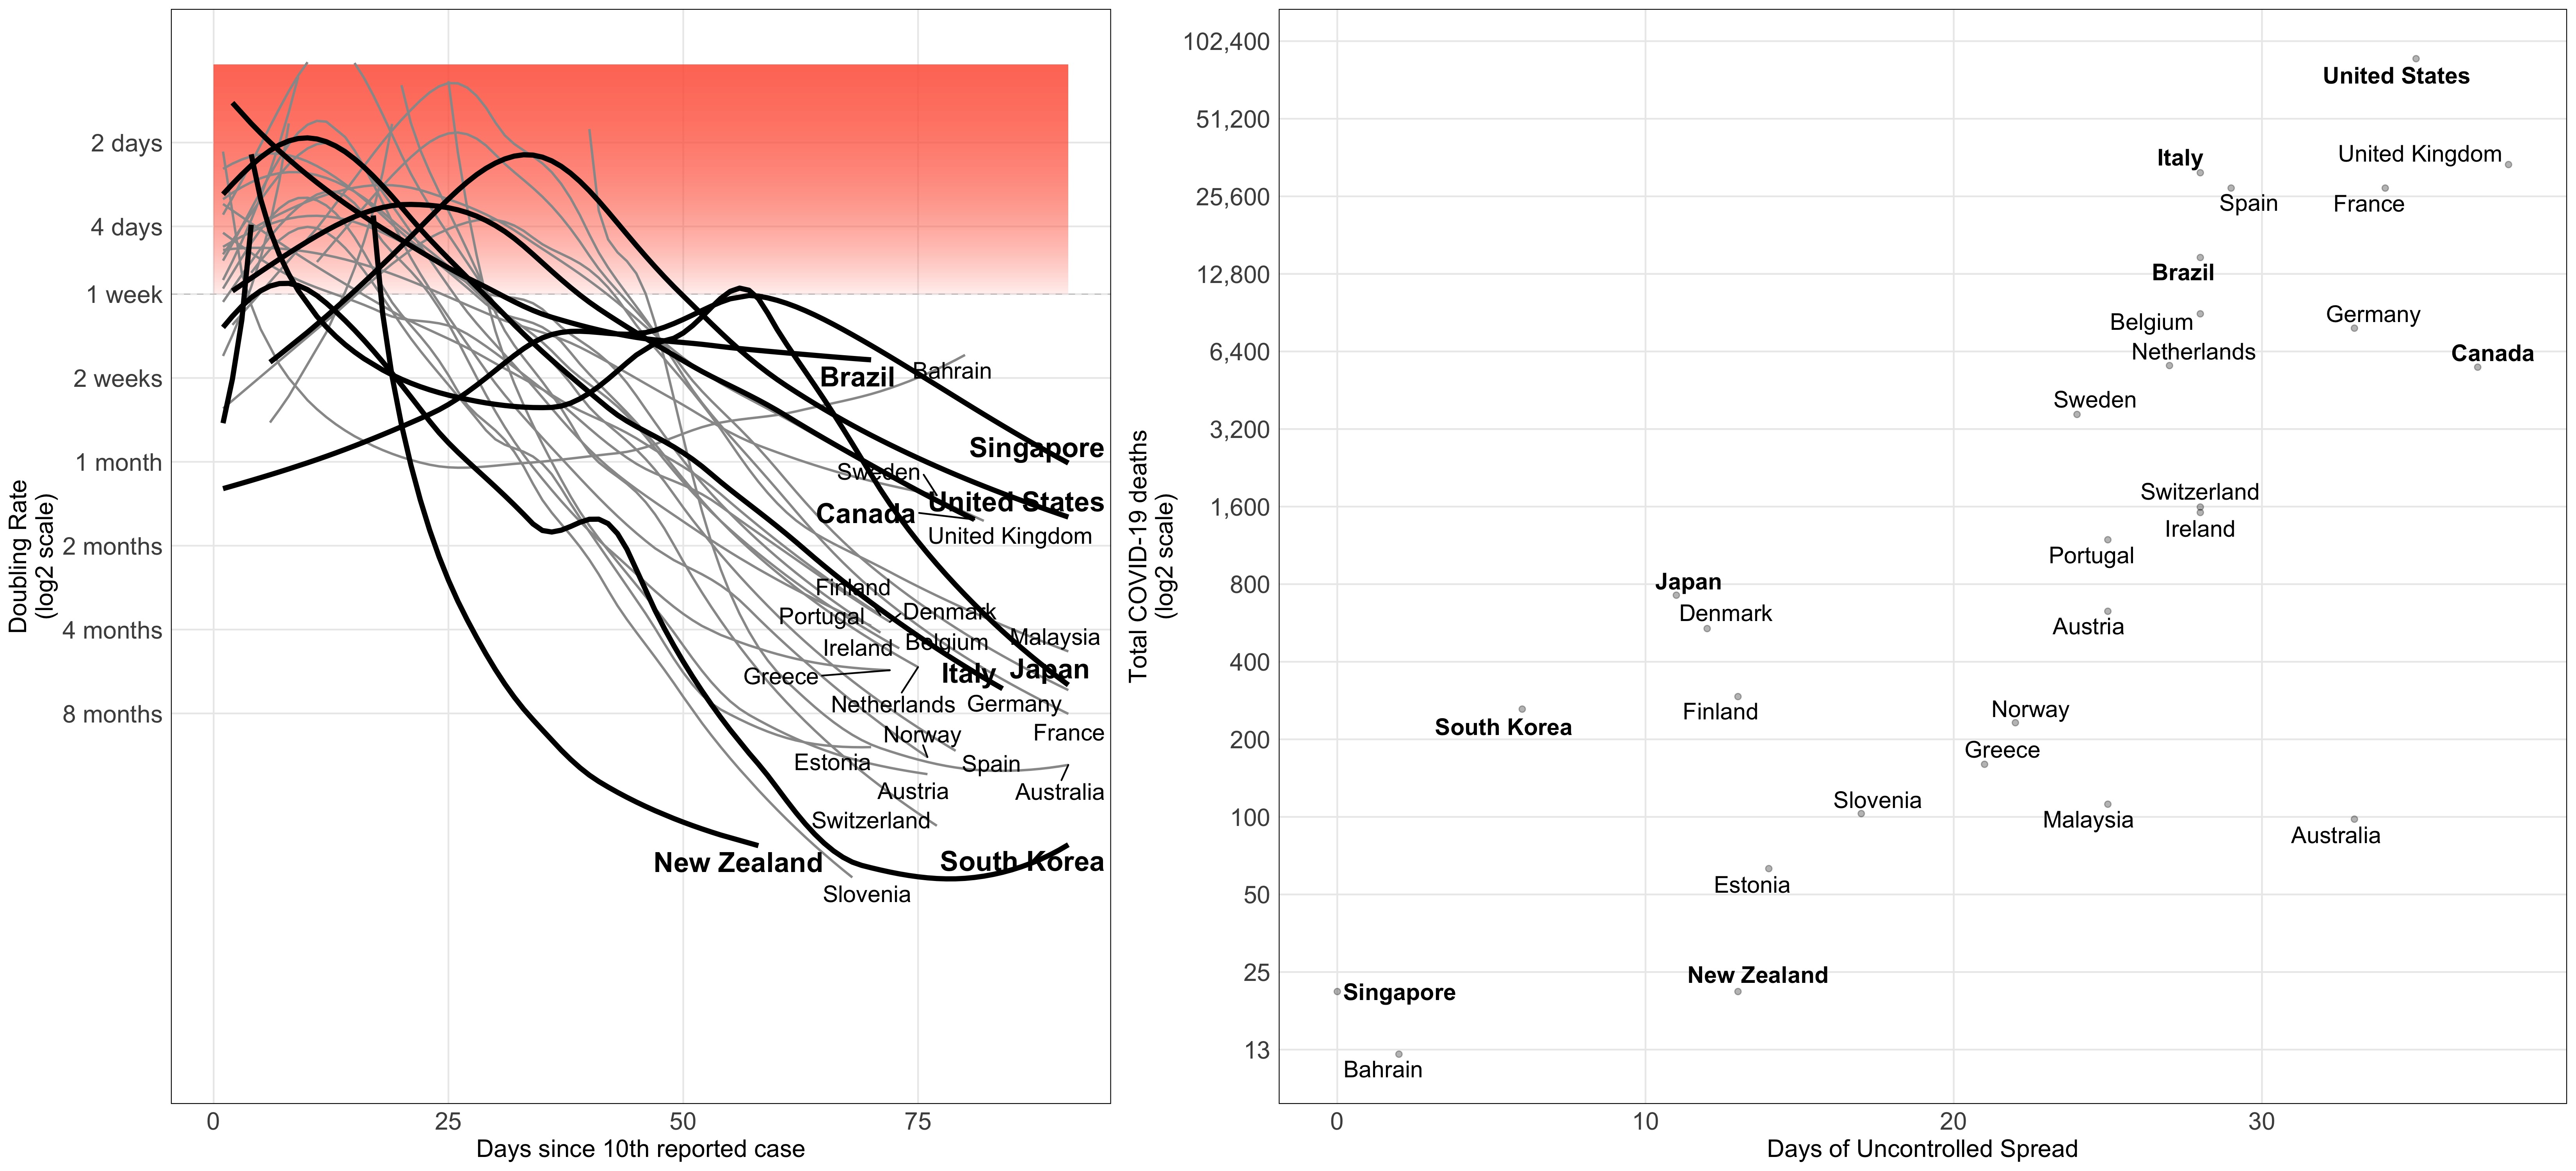 Doubling Rate
(log2 scale)
2 days
4 days
1 week
2 weeks
1 month
2 months
4 months
8 months
Brazil
Bahrain
Singapore
Sweden
United States
Canada
United Kingdom
Finland
Portugal
Denmark
Ireland
Belgium
Malaysia
Greece
Italy
Japan
Netherlands
Germany
Norway
France
Estonia
Spain
Austria
Australia
Switzerland
New Zealand
South Korea
Slovenia
0
25
50
75
Days since 10th reported case
Total COVID-19 deaths
(log2 scale)
102,400
51,200
25,600
12,800
6,400
3,200
1,600
800
400
200
100
50
25
13
United States
Italy
United Kingdom
Spain
France
Brazil
Belgium
Germany
Netherlands
Canada
Sweden
Switzerland
Ireland
Portugal
Japan
Denmark
Austria
Finland
South Korea
Norway
Greece
Slovenia
Malaysia
Australia
Estonia
New Zealand
Singapore
Bahrain
0
10
20
30
Days of Uncontrolled Spread